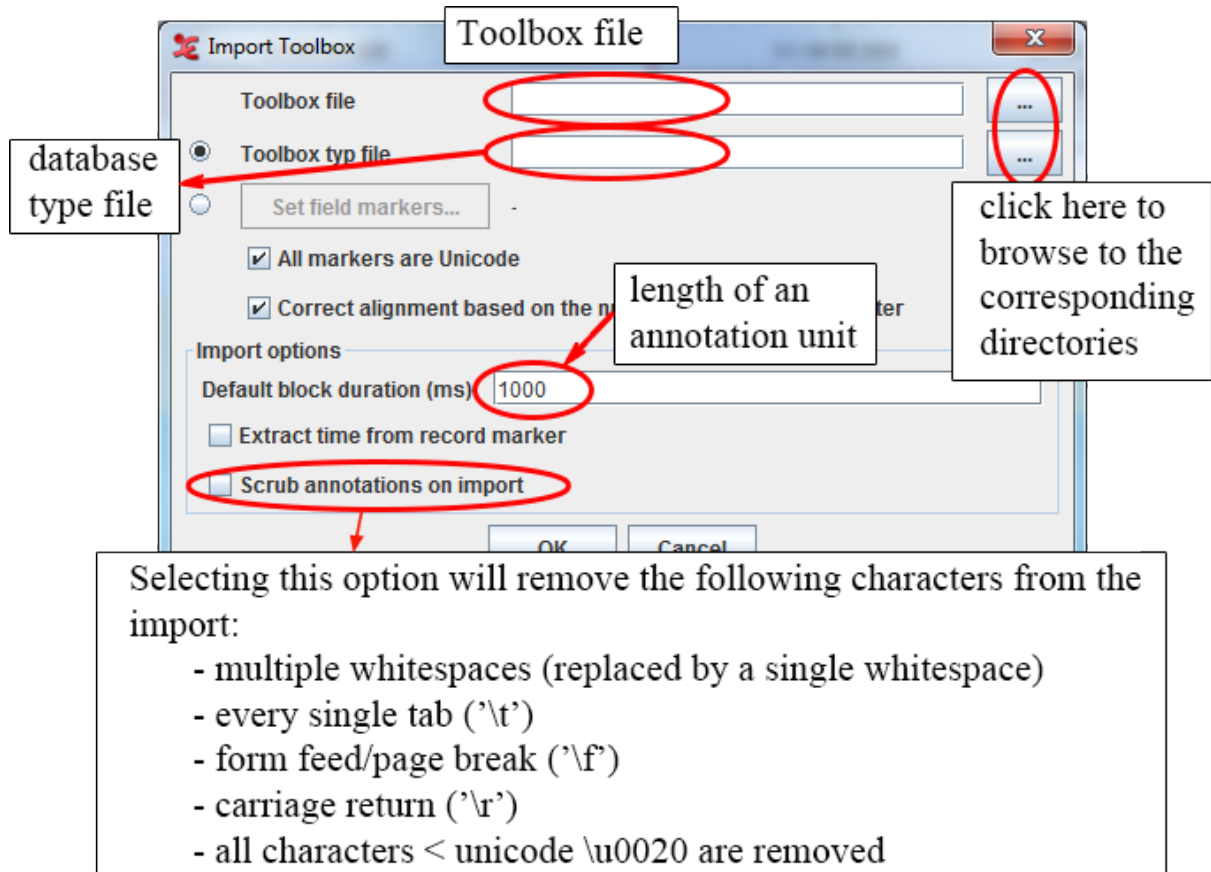 Import Toolbox
Toolbox file
Toolbox file
...
database
type file
Toolbox typ file
...
Set field markers...
-
click here to
browse to the
corresponding
directories
All markers are Unicode
length of an
annotation unit
Correct alignment based on the
Import options
Default block duration (ms)
1000
Extract time from record marker
Scrub annotations on import
OK
Cancel
Selecting this option will remove the following characters from the
import:
- multiple whitespaces (replaced by a single whitespace)
- every single tab (’\t’)
- form feed/page break (’\f’)
- carriage return (’\r’)
- all characters < unicode \u0020 are removed